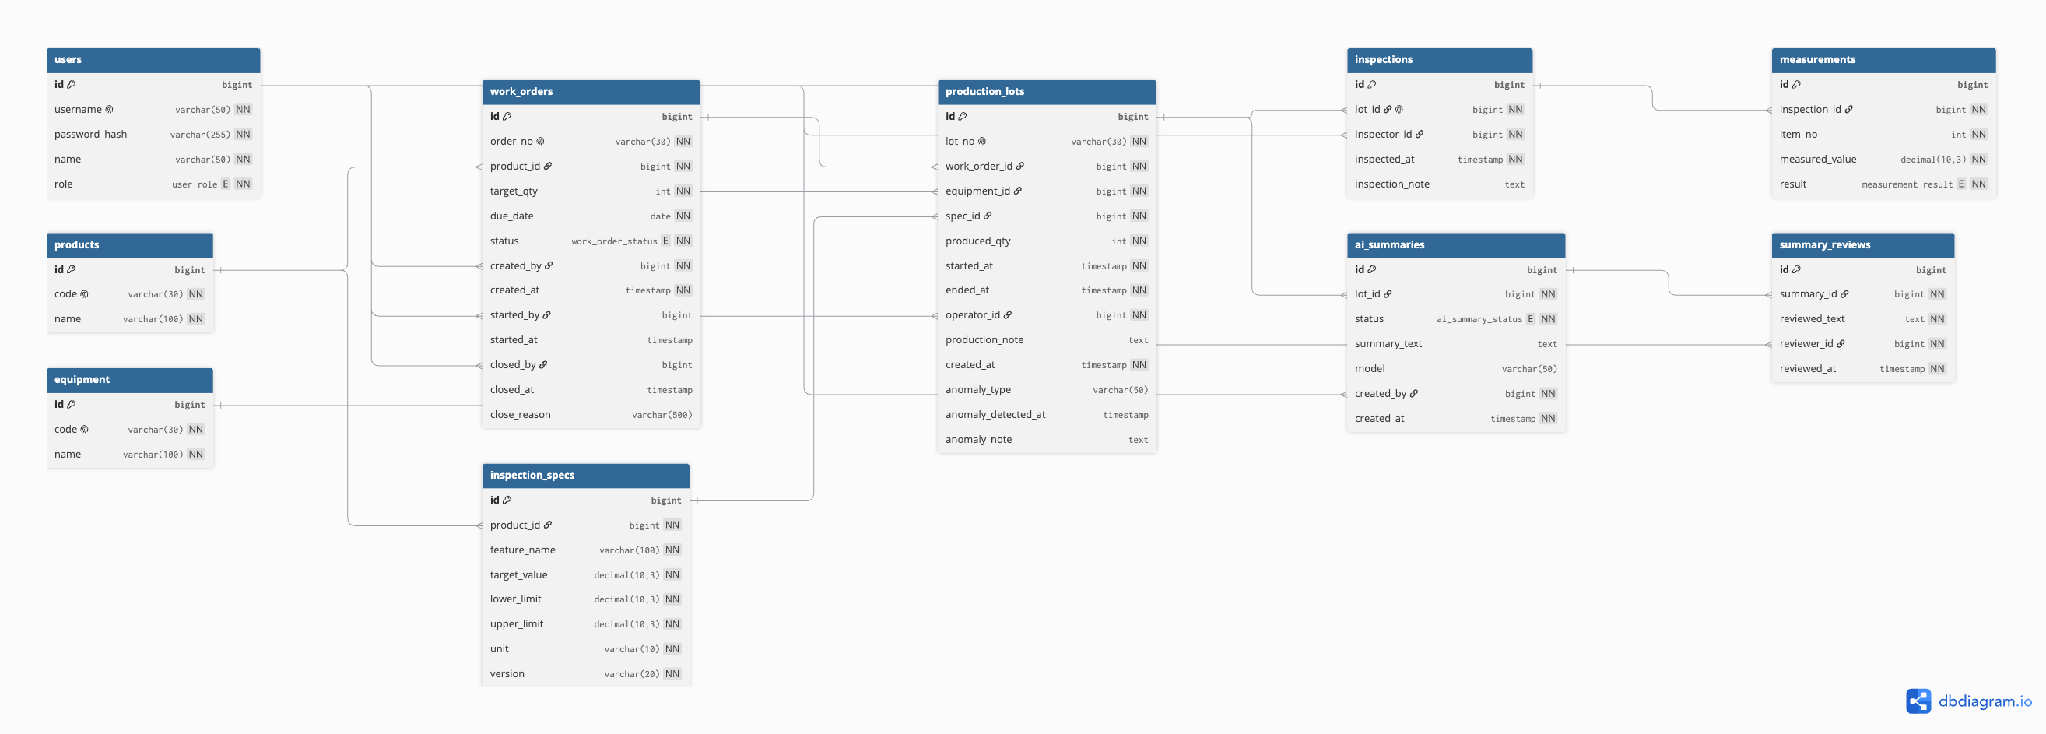 users
id bigint
username varchar(50) NN
password_hash varchar(255) NN
name varchar(50) NN
role user_role E NN
products
id bigint
code varchar(30) NN
name varchar(100) NN
equipment
id bigint
code varchar(30) NN
name varchar(100) NN
work_orders
id bigint
order_no varchar(30) NN
product_id bigint NN
target_qty int NN
due_date date NN
status work_order_status E NN
created_by bigint NN
created_at timestamp NN
started_by bigint
started_at timestamp
closed_by bigint
closed_at timestamp
close_reason varchar(500)
inspection_specs
id bigint
product_id bigint NN
feature_name varchar(100) NN
target_value decimal(10,3) NN
lower_limit decimal(10,3) NN
upper_limit decimal(10,3) NN
unit varchar(10) NN
version varchar(20) NN
production_lots
id bigint
lot_no varchar(30) NN
work_order_id bigint NN
equipment_id bigint NN
spec_id bigint NN
produced_qty int NN
started_at timestamp NN
ended_at timestamp NN
operator_id bigint NN
production_note text
created_at timestamp NN
anomaly_type varchar(50)
anomaly_detected_at timestamp
anomaly_note text
inspections
id bigint
lot_id bigint NN
inspector_id bigint NN
inspected_at timestamp NN
inspection_note text
ai_summaries
id bigint
lot_id bigint NN
status ai_summary_status E NN
summary_text text
model varchar(50)
created_by bigint NN
created_at timestamp NN
measurements
id bigint
inspection_id bigint NN
item_no int NN
measured_value decimal(10,3) NN
result measurement_result E NN
summary_reviews
id bigint
summary_id bigint NN
reviewed_text text NN
reviewer_id bigint NN
reviewed_at timestamp NN
dbdiagram.io